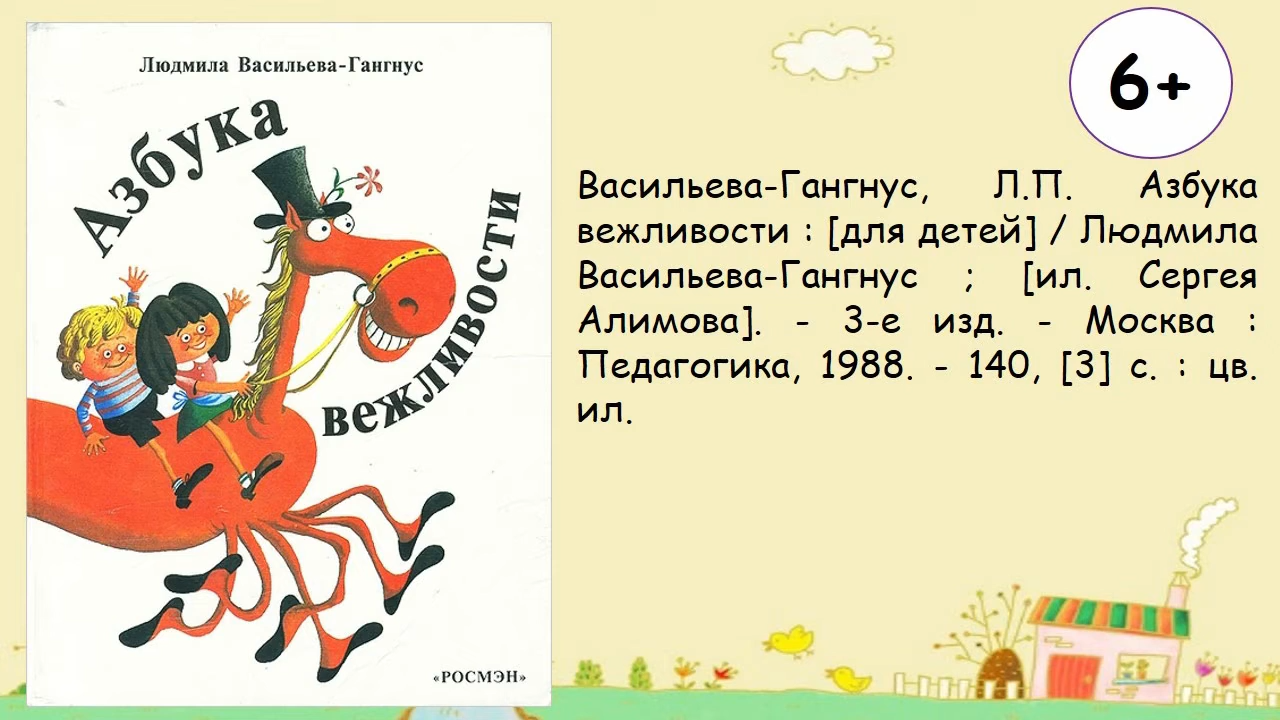 Людмила Васильева-Гангнус
Азбука
вежливости
«РОСМЭН»
6+
Васильева-Гангнус, Л.П. Азбука
вежливости : [для детей] / Людмила
Васильева-Гангнус ; [ил. Сергея
Алимова]. - 3-е изд. - Москва :
Педагогика, 1988. - 140, [3] с. : цв.
ил.